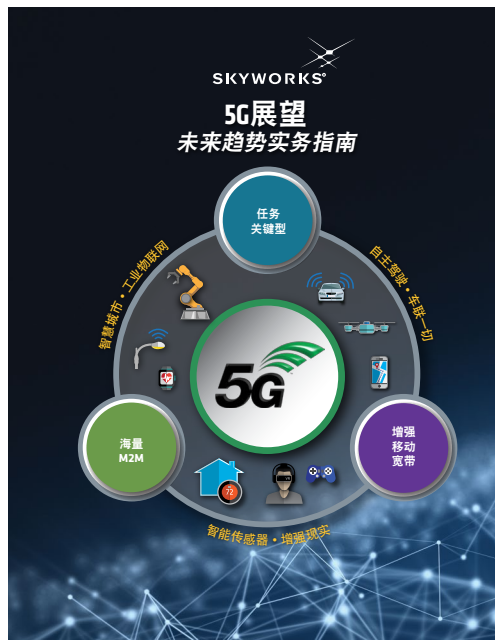 SKYWORKS®
5G展望
未来趋势实务指南
任务
关键型
智慧城市 • 工业物联网
自主驾驶 • 车联一切
5G
海量
M2M
增强
移动
宽带
72
VR
智能传感器 • 增强现实